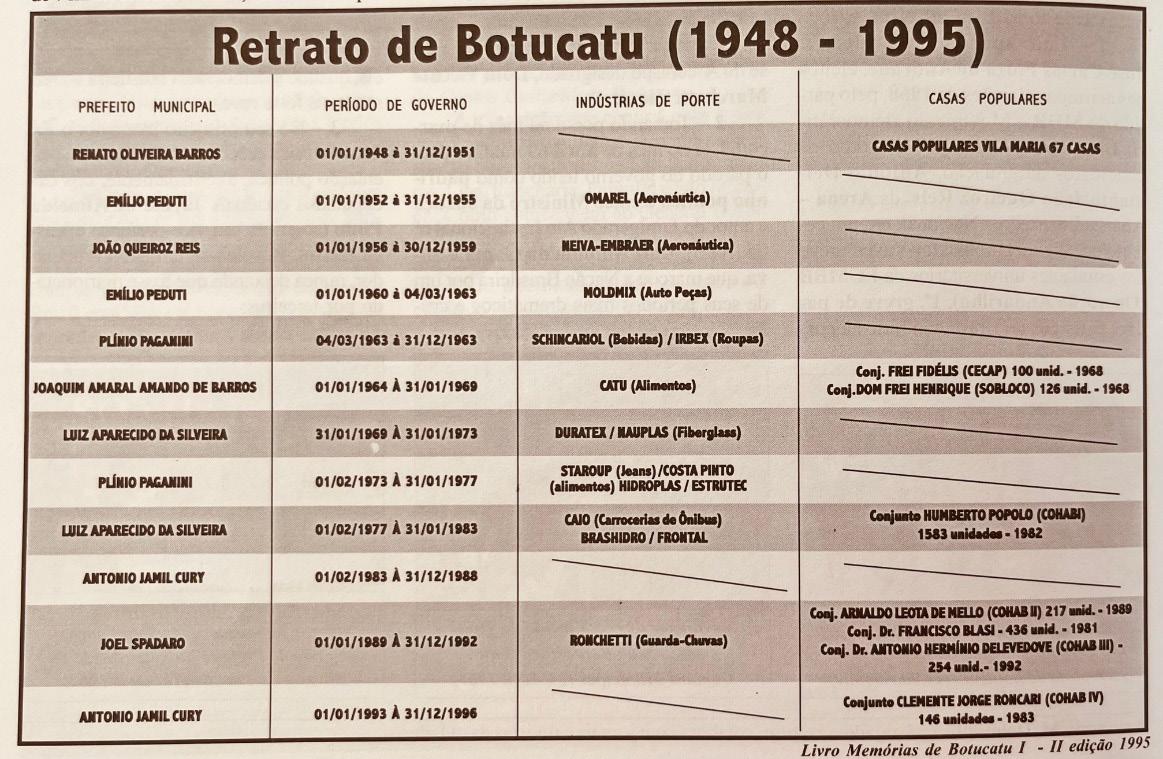 Retrato de Botucatu (1948 - 1995)
PREFEITO MUNICIPAL PERÍODO DE GOVERNO INDÚSTRIAS DE PORTE CASAS POPULARES
RENATO OLIVEIRA BARROS 01/01/1948 à 31/12/1951 CASAS POPULARES VILA MARIA 67 CASAS
EMÍLIO PEDUTI 01/01/1952 à 31/12/1955 OMAREL (Aeronáutica)
JOÃO QUEIROZ REIS 01/01/1956 à 30/12/1959 NEIVA-EMBRAER (Aeronáutica)
EMÍLIO PEDUTI 01/01/1960 à 04/03/1963 MOLDMIX (Auto Peças)
PLÍNIO PAGANINI 04/03/1963 à 31/12/1963 SCHINCARIOL (Bebidas) / IRBEX (Roupas)
JOAQUIM AMARAL AMANDO DE BARROS 01/01/1964 À 31/01/1969 CATU (Alimentos) Conj. FREI FIDÉLIS (CECAP) 100 unid. - 1968
Conj.DOM FREI HENRIQUE (SOBLOCO) 126 unid. - 1968
LUIZ APARECIDO DA SILVEIRA 31/01/1969 À 31/01/1973 DURATEX / NAUPLAS (Fiberglass)
PLÍNIO PAGANINI 01/02/1973 À 31/01/1977 STAROUP (Jeans) /COSTA PINTO
(alimentos) HIDROPLAS / ESTRUTEC
LUIZ APARECIDO DA SILVEIRA 01/02/1977 À 31/01/1983 CAIO (Carrocerias de Ônibus) Conjunto HUMBERTO POPOLO (COHABI)
BRASHIDRO / FRONTAL 1583 unidades - 1982
ANTONIO JAMIL CURY 01/02/1983 À 31/12/1988
JOEL SPADARO 01/01/1989 À 31/12/1992 RONCHETTI (Guarda-Chuvas) Conj. ARNALDO LEOTA DE MELLO (COHAB II) 217 unid. - 1989
Conj. Dr. FRANCISCO BLASI - 436 unid. - 1981
Conj. Dr. ANTONIO HERMÍNIO DELEVEDOVE (COHAB III) -
254 unid.- 1992
ANTONIO JAMIL CURY 01/01/1993 À 31/12/1996 Conjunto CLEMENTE JORGE RONCARI (COHAB IV)
146 unidades - 1983
Livro Memórias de Botucatu I - II edição 1995